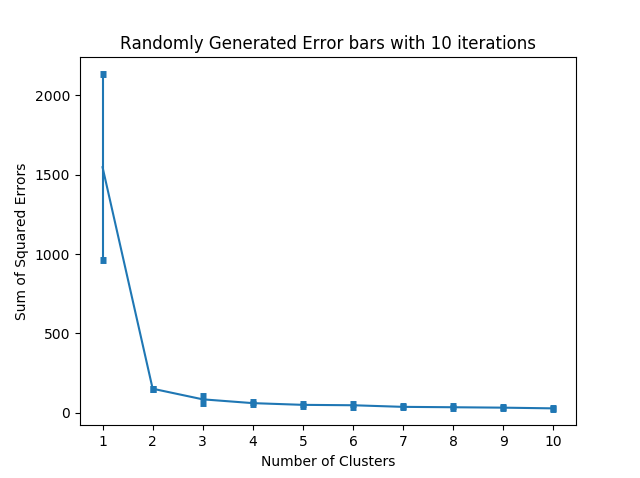 Randomly Generated Error bars with 10 iterations
2000
1500
1000
500
0
Sum of Squared Errors
1 2 3 4 5 6 7 8 9 10
Number of Clusters